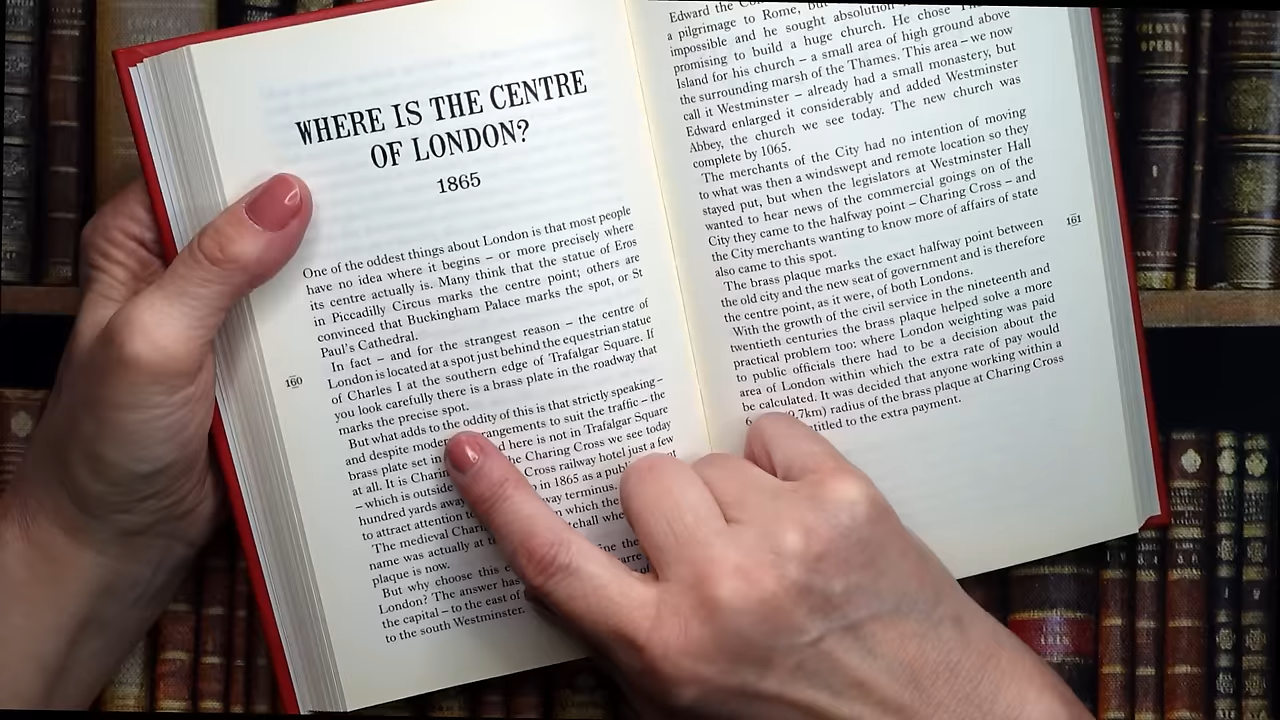 WHERE IS THE CENTRE
OF LONDON?
1865
One of the oddest things about London is that most people
have no idea where it begins – or more precisely where
its centre actually is. Many think that the statue of Eros
in Piccadilly Circus marks the centre point; others are
convinced that Buckingham Palace marks the spot, or St
Paul's Cathedral.
In fact – and for the strangest reason – the centre of
London is located at a spot just behind the equestrian statue
of Charles I at the southern edge of Trafalgar Square. If
you look carefully there is a brass plate in the roadway that
marks the precise spot.
But what adds to the oddity of this is that strictly speaking –
and despite moder rangements to suit the traffic – the
brass plate set in d here is not in Trafalgar Square
at all. It is Charin the Charing Cross we see today
– which is outside Cross railway hotel just a few
hundred yards away in 1865 as a publi
to attract attention way terminus.
The medieval Chari n which the
name was actually at th tehall whe
plaque is now.
But why choose this e ine the
London? The answer has
the capital – to the east of
to the south Westminster.
160
Edward the Co
a pilgrimage to Rome, but
impossible and he sought absolution
promising to build a huge church. He chose
Island for his church – a small area of high ground above
the surrounding marsh of the Thames. This area – we now
call it Westminster – already had a small monastery, but
Edward enlarged it considerably and added Westminster
Abbey, the church we see today. The new church was
complete by 1065.
The merchants of the City had no intention of moving
to what was then a windswept and remote location so they
stayed put, but when the legislators at Westminster Hall
wanted to hear news of the commercial goings on of the
City they came to the halfway point – Charing Cross – and
the City merchants wanting to know more of affairs of state
also came to this spot.
The brass plaque marks the exact halfway point between
the old city and the new seat of government and is therefore
the centre point, as it were, of both Londons.
With the growth of the civil service in the nineteenth and
twentieth centuries the brass plaque helped solve a more
practical problem too: where London weighting was paid
to public officials there had to be a decision about the
area of London within which the extra rate of pay would
be calculated. It was decided that anyone working within a
6 0.7km) radius of the brass plaque at Charing Cross
ntitled to the extra payment.
161